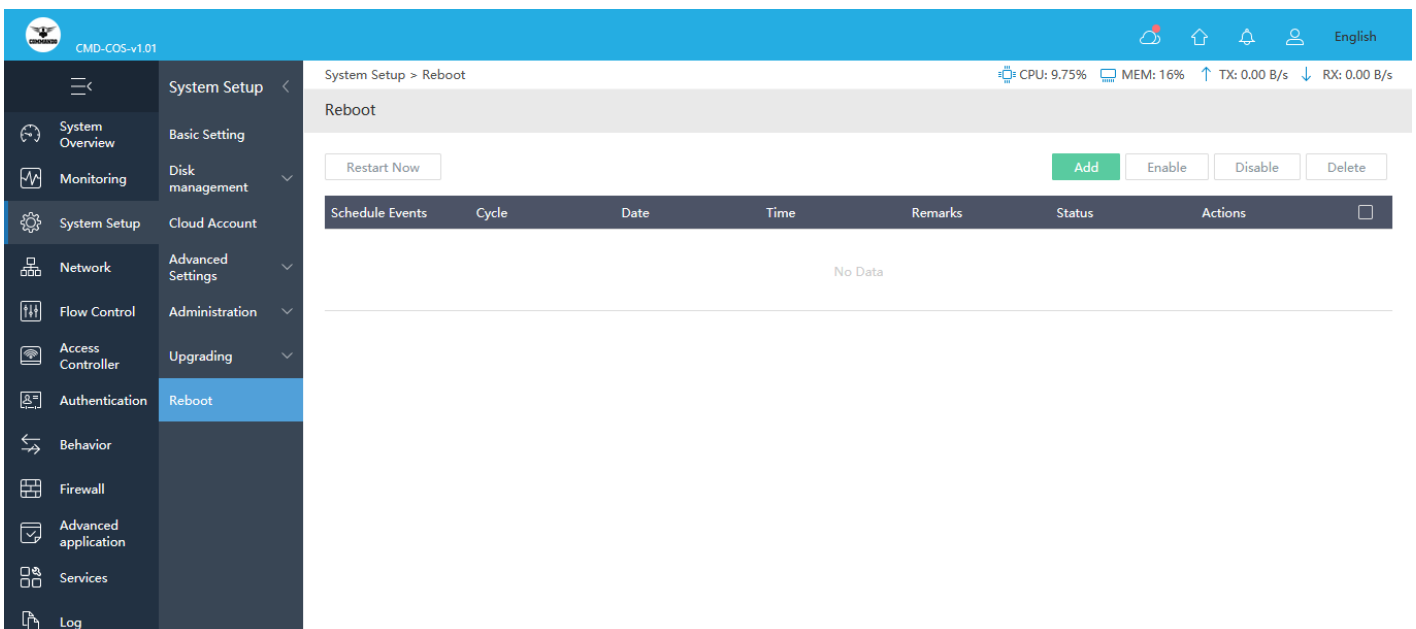 COMMANDO
CMD-COS-v1.01
English
System Setup
System Setup > Reboot
CPU: 9.75%
MEM: 16%
TX: 0.00 B/s
RX: 0.00 B/s
Reboot
System
Overview
Monitoring
System Setup
Network
Flow Control
Access
Controller
Authentication
Behavior
Firewall
Advanced
application
Services
Log
Basic Setting
Disk
management
Cloud Account
Advanced
Settings
Administration
Upgrading
Reboot
Restart Now
Add
Enable
Disable
Delete
Schedule Events
Cycle
Date
Time
Remarks
Status
Actions
No Data